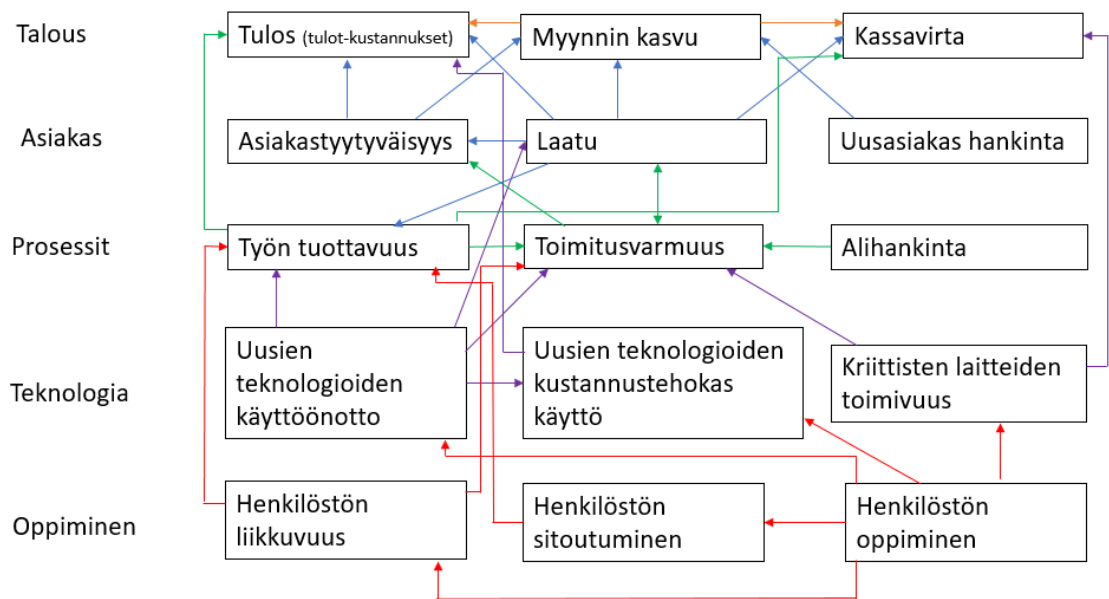 Talous
Tulos (tulot-kustannukset)
Myynnin kasvu
Kassavirta
Asiakas
Asiakastyytyväisyys
Laatu
Uusasiakas hankinta
Prosessit
Työn tuottavuus
Toimitusvarmuus
Alihankinta
Teknologia
Uusien
teknologioiden
käyttöönotto
Uusien teknologioiden
kustannustehokas
käyttö
Kriittisten laitteiden
toimivuus
Oppiminen
Henkilöstön
liikkuvuus
Henkilöstön
sitoutuminen
Henkilöstön
oppiminen